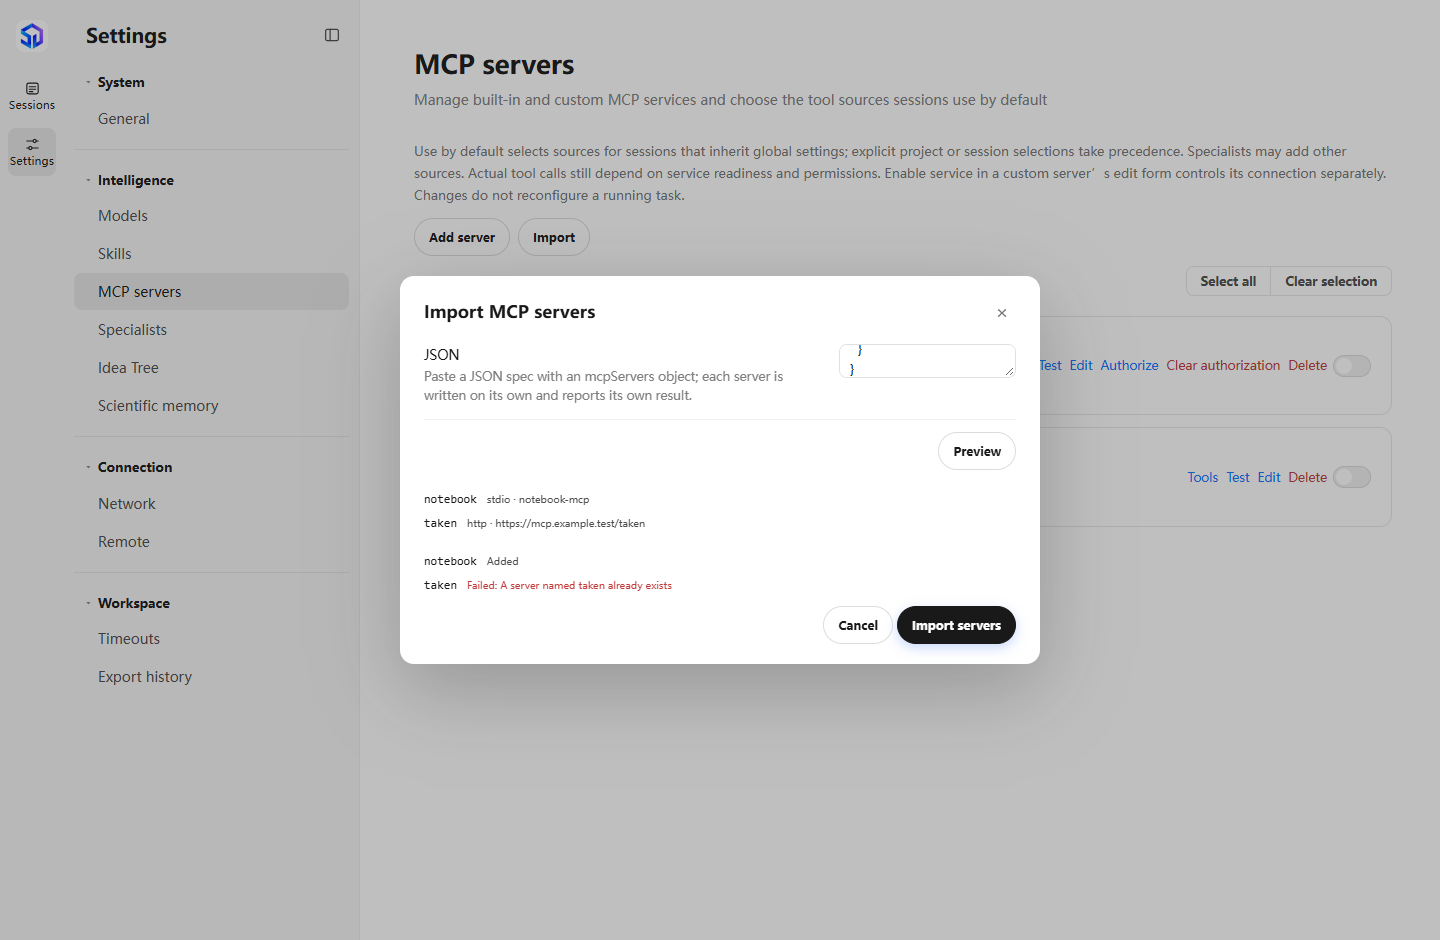 Settings
Sessions
Settings
System
General
Intelligence
Models
Skills
MCP servers
Specialists
Idea Tree
Scientific memory
Connection
Network
Remote
Workspace
Timeouts
Export history
MCP servers
Manage built-in and custom MCP services and choose the tool sources sessions use by default
Use by default selects sources for sessions that inherit global settings; explicit project or session selections take precedence. Specialists may add other
sources. Actual tool calls still depend on service readiness and permissions. Enable service in a custom server’s edit form controls its connection separately.
Changes do not reconfigure a running task.
Add server Import
Select all Clear selection
Test Edit Authorize Clear authorization Delete
Tools Test Edit Delete
Import MCP servers
JSON
Paste a JSON spec with an mcpServers object; each server is
written on its own and reports its own result.
}
}
Preview
notebook stdio · notebook-mcp
taken http · https://mcp.example.test/taken
notebook Added
taken Failed: A server named taken already exists
Cancel Import servers